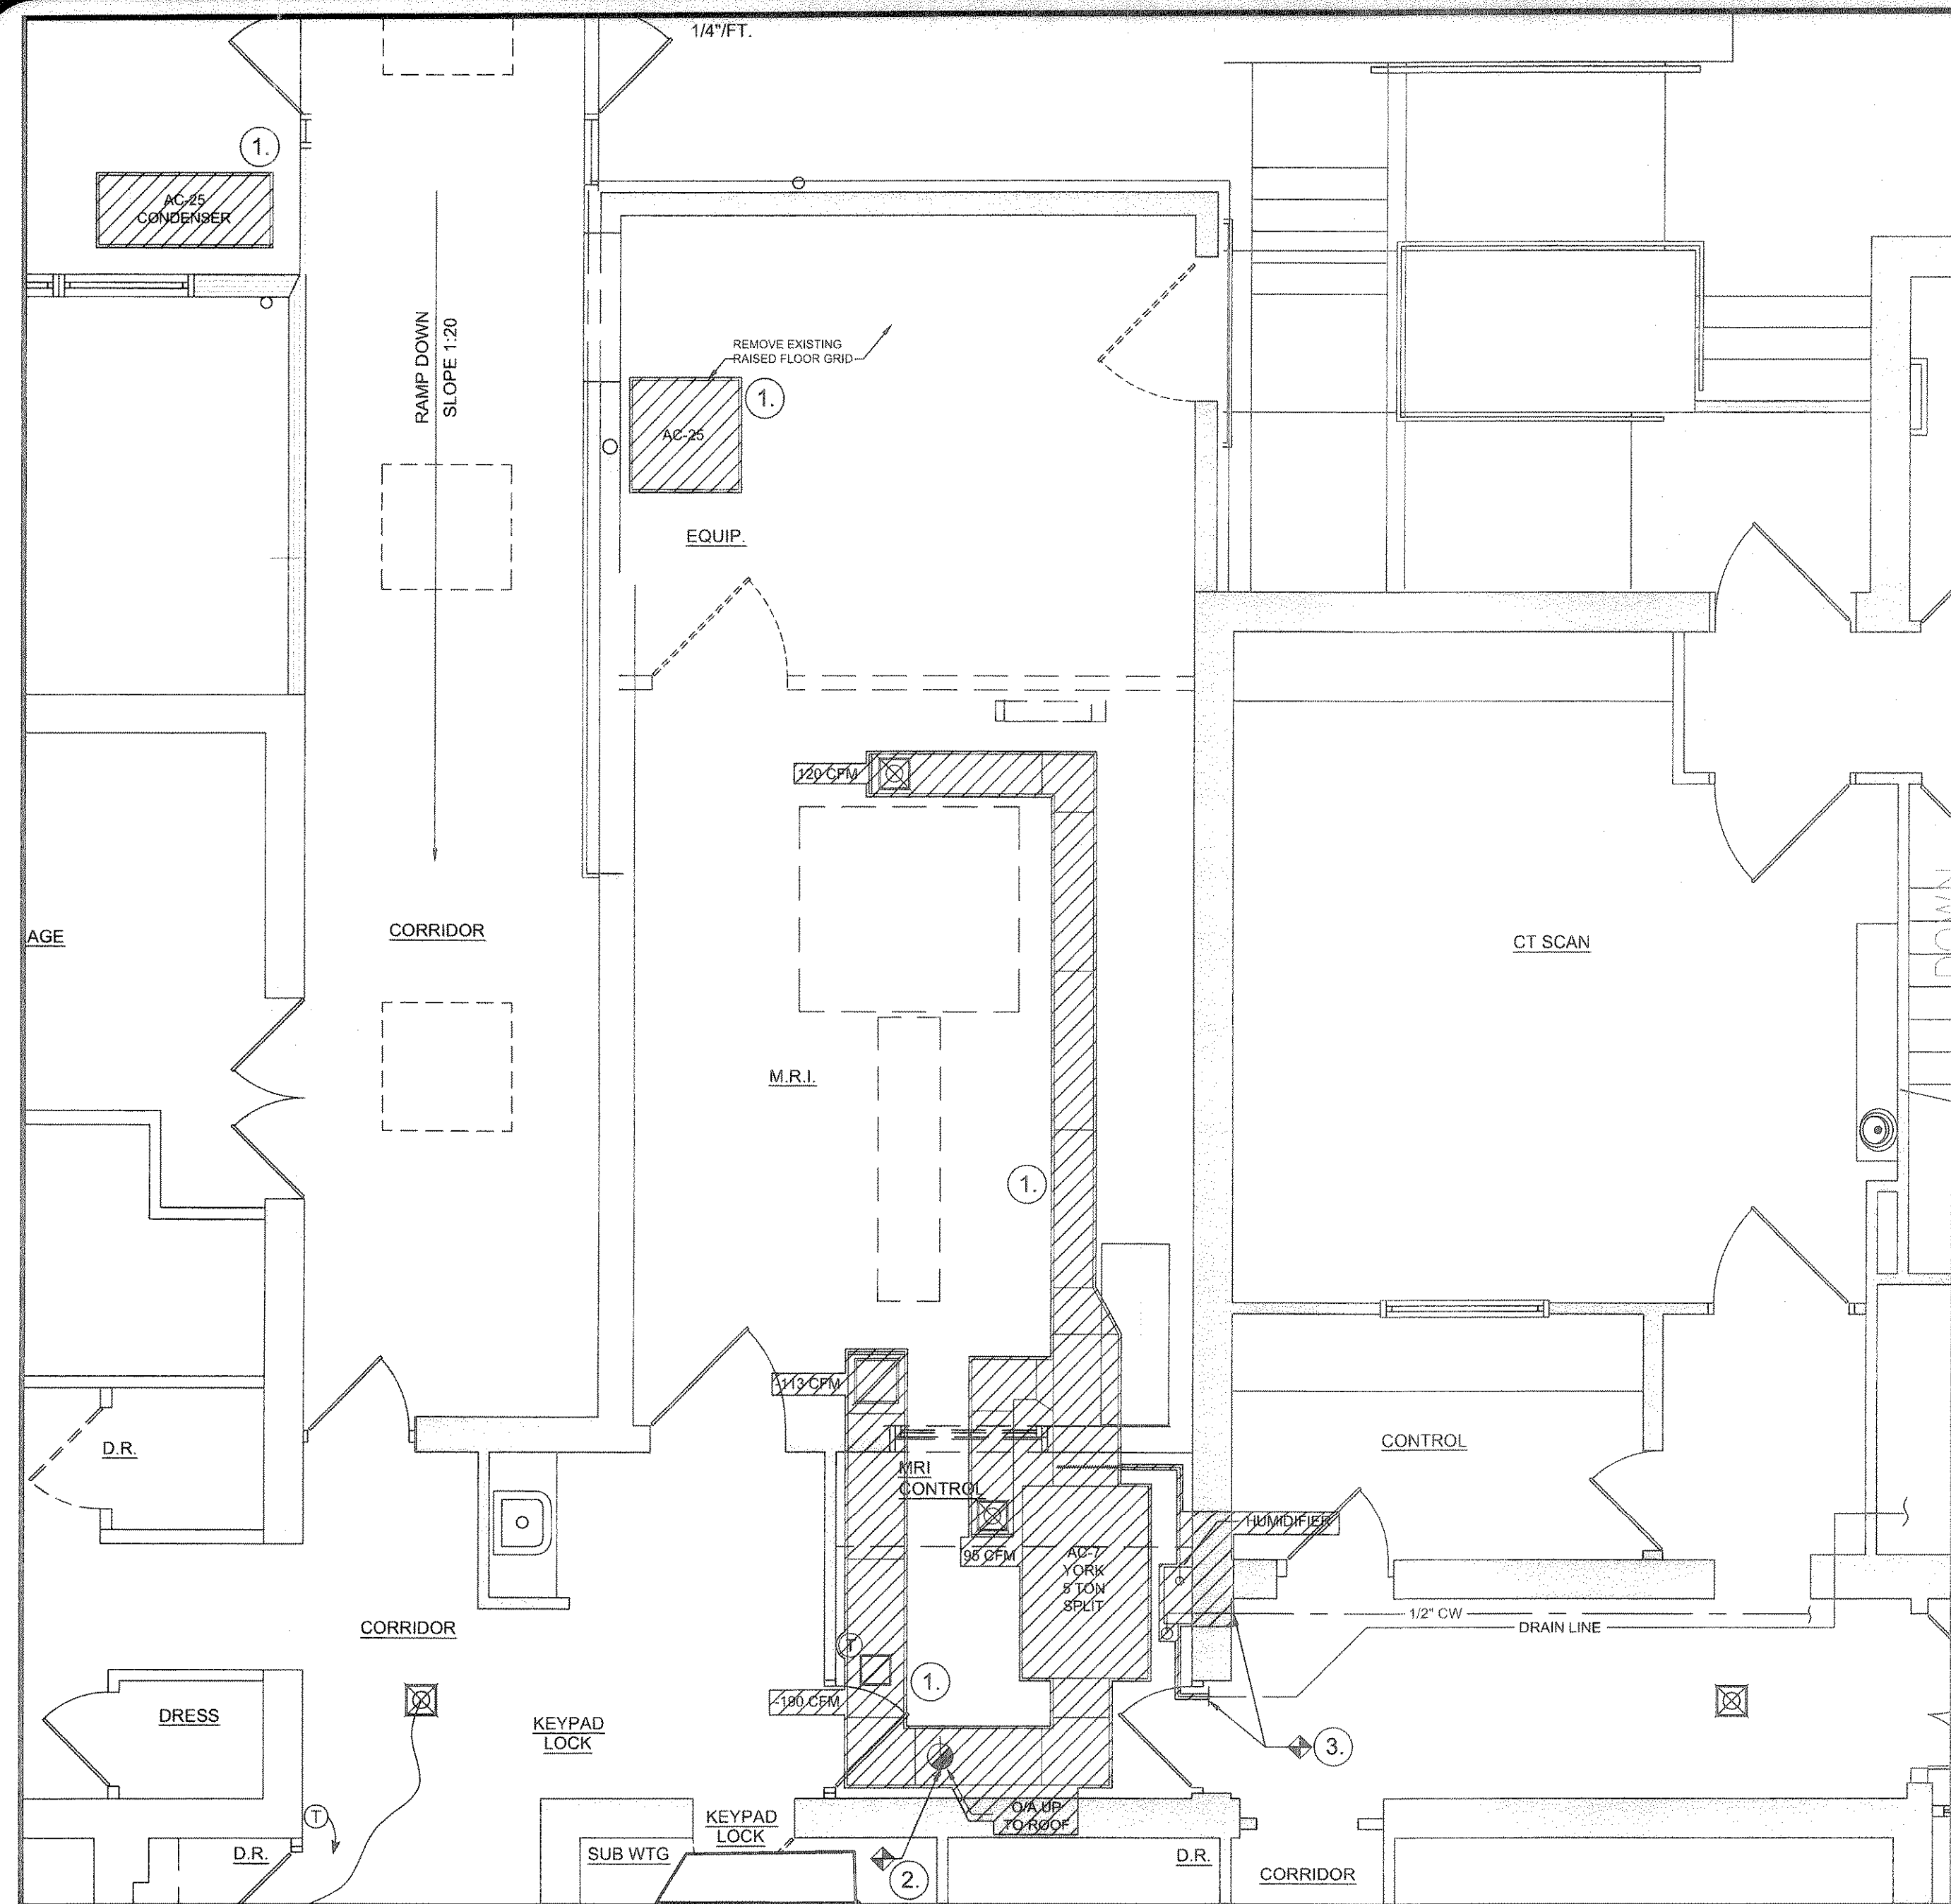 1/4"/FT.
1.
AC-25
CONDENSER
RAMP DOWN
SLOPE 1:20
REMOVE EXISTING
RAISED FLOOR GRID
1.
AC-25
EQUIP.
120 CFM
AGE
CORRIDOR
CT SCAN
DOWN
M.R.I.
1.
-113 CFM
D.R.
MRI
CONTROL
CONTROL
HUMIDIFIER
95 CFM
AC-7
YORK
5 TON
SPLIT
1/2" CW
DRAIN LINE
CORRIDOR
T
1.
-190 CFM
DRESS
KEYPAD
LOCK
3.
T
KEYPAD
LOCK
O/A UP
TO ROOF
D.R.
SUB WTG
2.
D.R.
CORRIDOR